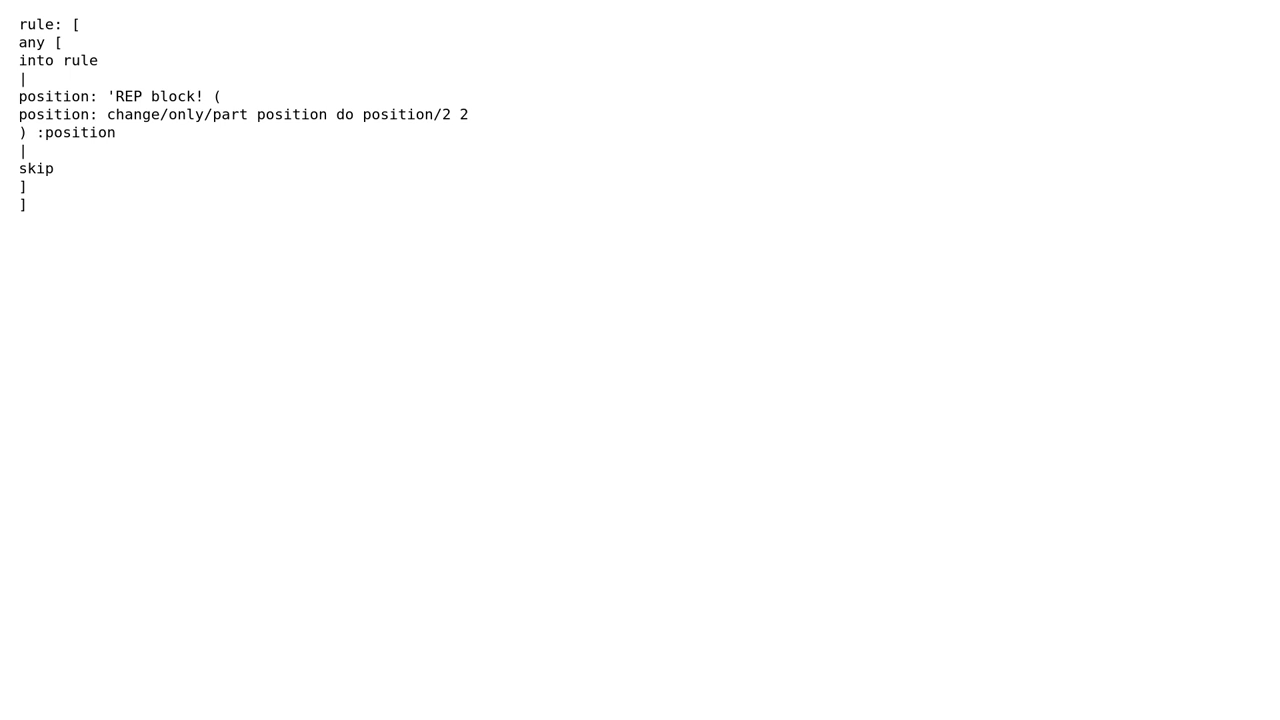 rule: [
any [
into rule
|
position: 'REP block! (
position: change/only/part position do position/2 2
) :position
|
skip
]
]